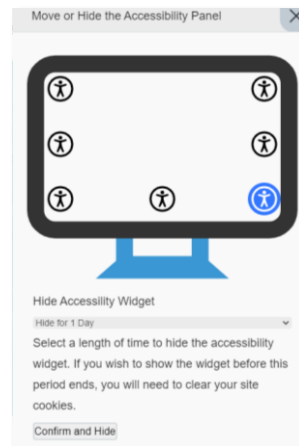 Move or Hide the Accessibility Panel
Hide Accessility Widget
Hide for 1 Day
Select a length of time to hide the accessibility
widget. If you wish to show the widget before this
period ends, you will need to clear your site
cookies.
Confirm and Hide